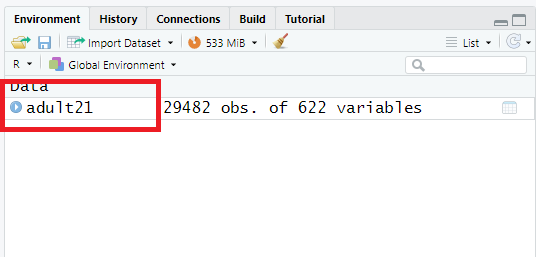 Environment History Connections Build Tutorial
Import Dataset 533 MiB List
R Global Environment
Data
adult21 29482 obs. of 622 variables